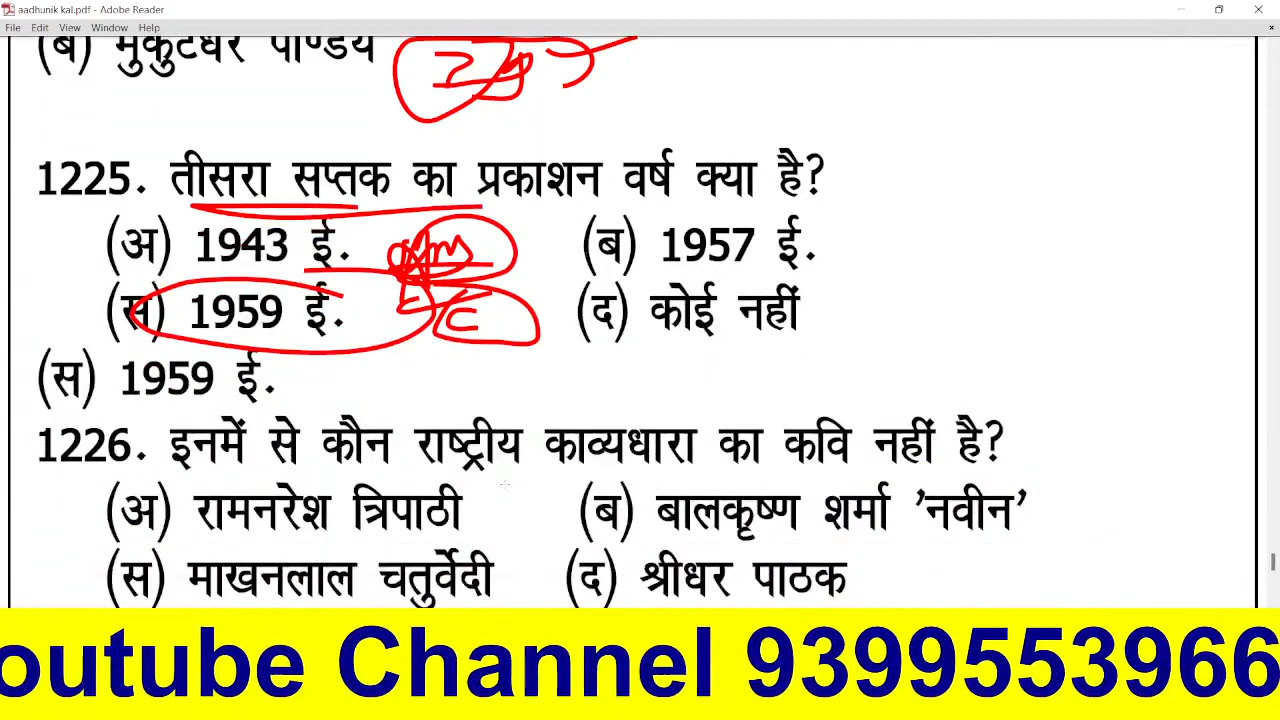 aadhunik kal.pdf - Adobe Reader
File Edit View Window Help
(ब) मुकुटधर पाण्डेय
1225. तीसरा सप्तक का प्रकाशन वर्ष क्या है?
(अ) 1943 ई. (ब) 1957 ई.
(स) 1959 ई. C (द) कोई नहीं
(स) 1959 ई.
1226. इनमें से कौन राष्ट्रीय काव्यधारा का कवि नहीं है?
(अ) रामनरेश त्रिपाठी (ब) बालकृष्ण शर्मा 'नवीन'
(स) माखनलाल चतुर्वेदी (द) श्रीधर पाठक
outube Channel 9399553966